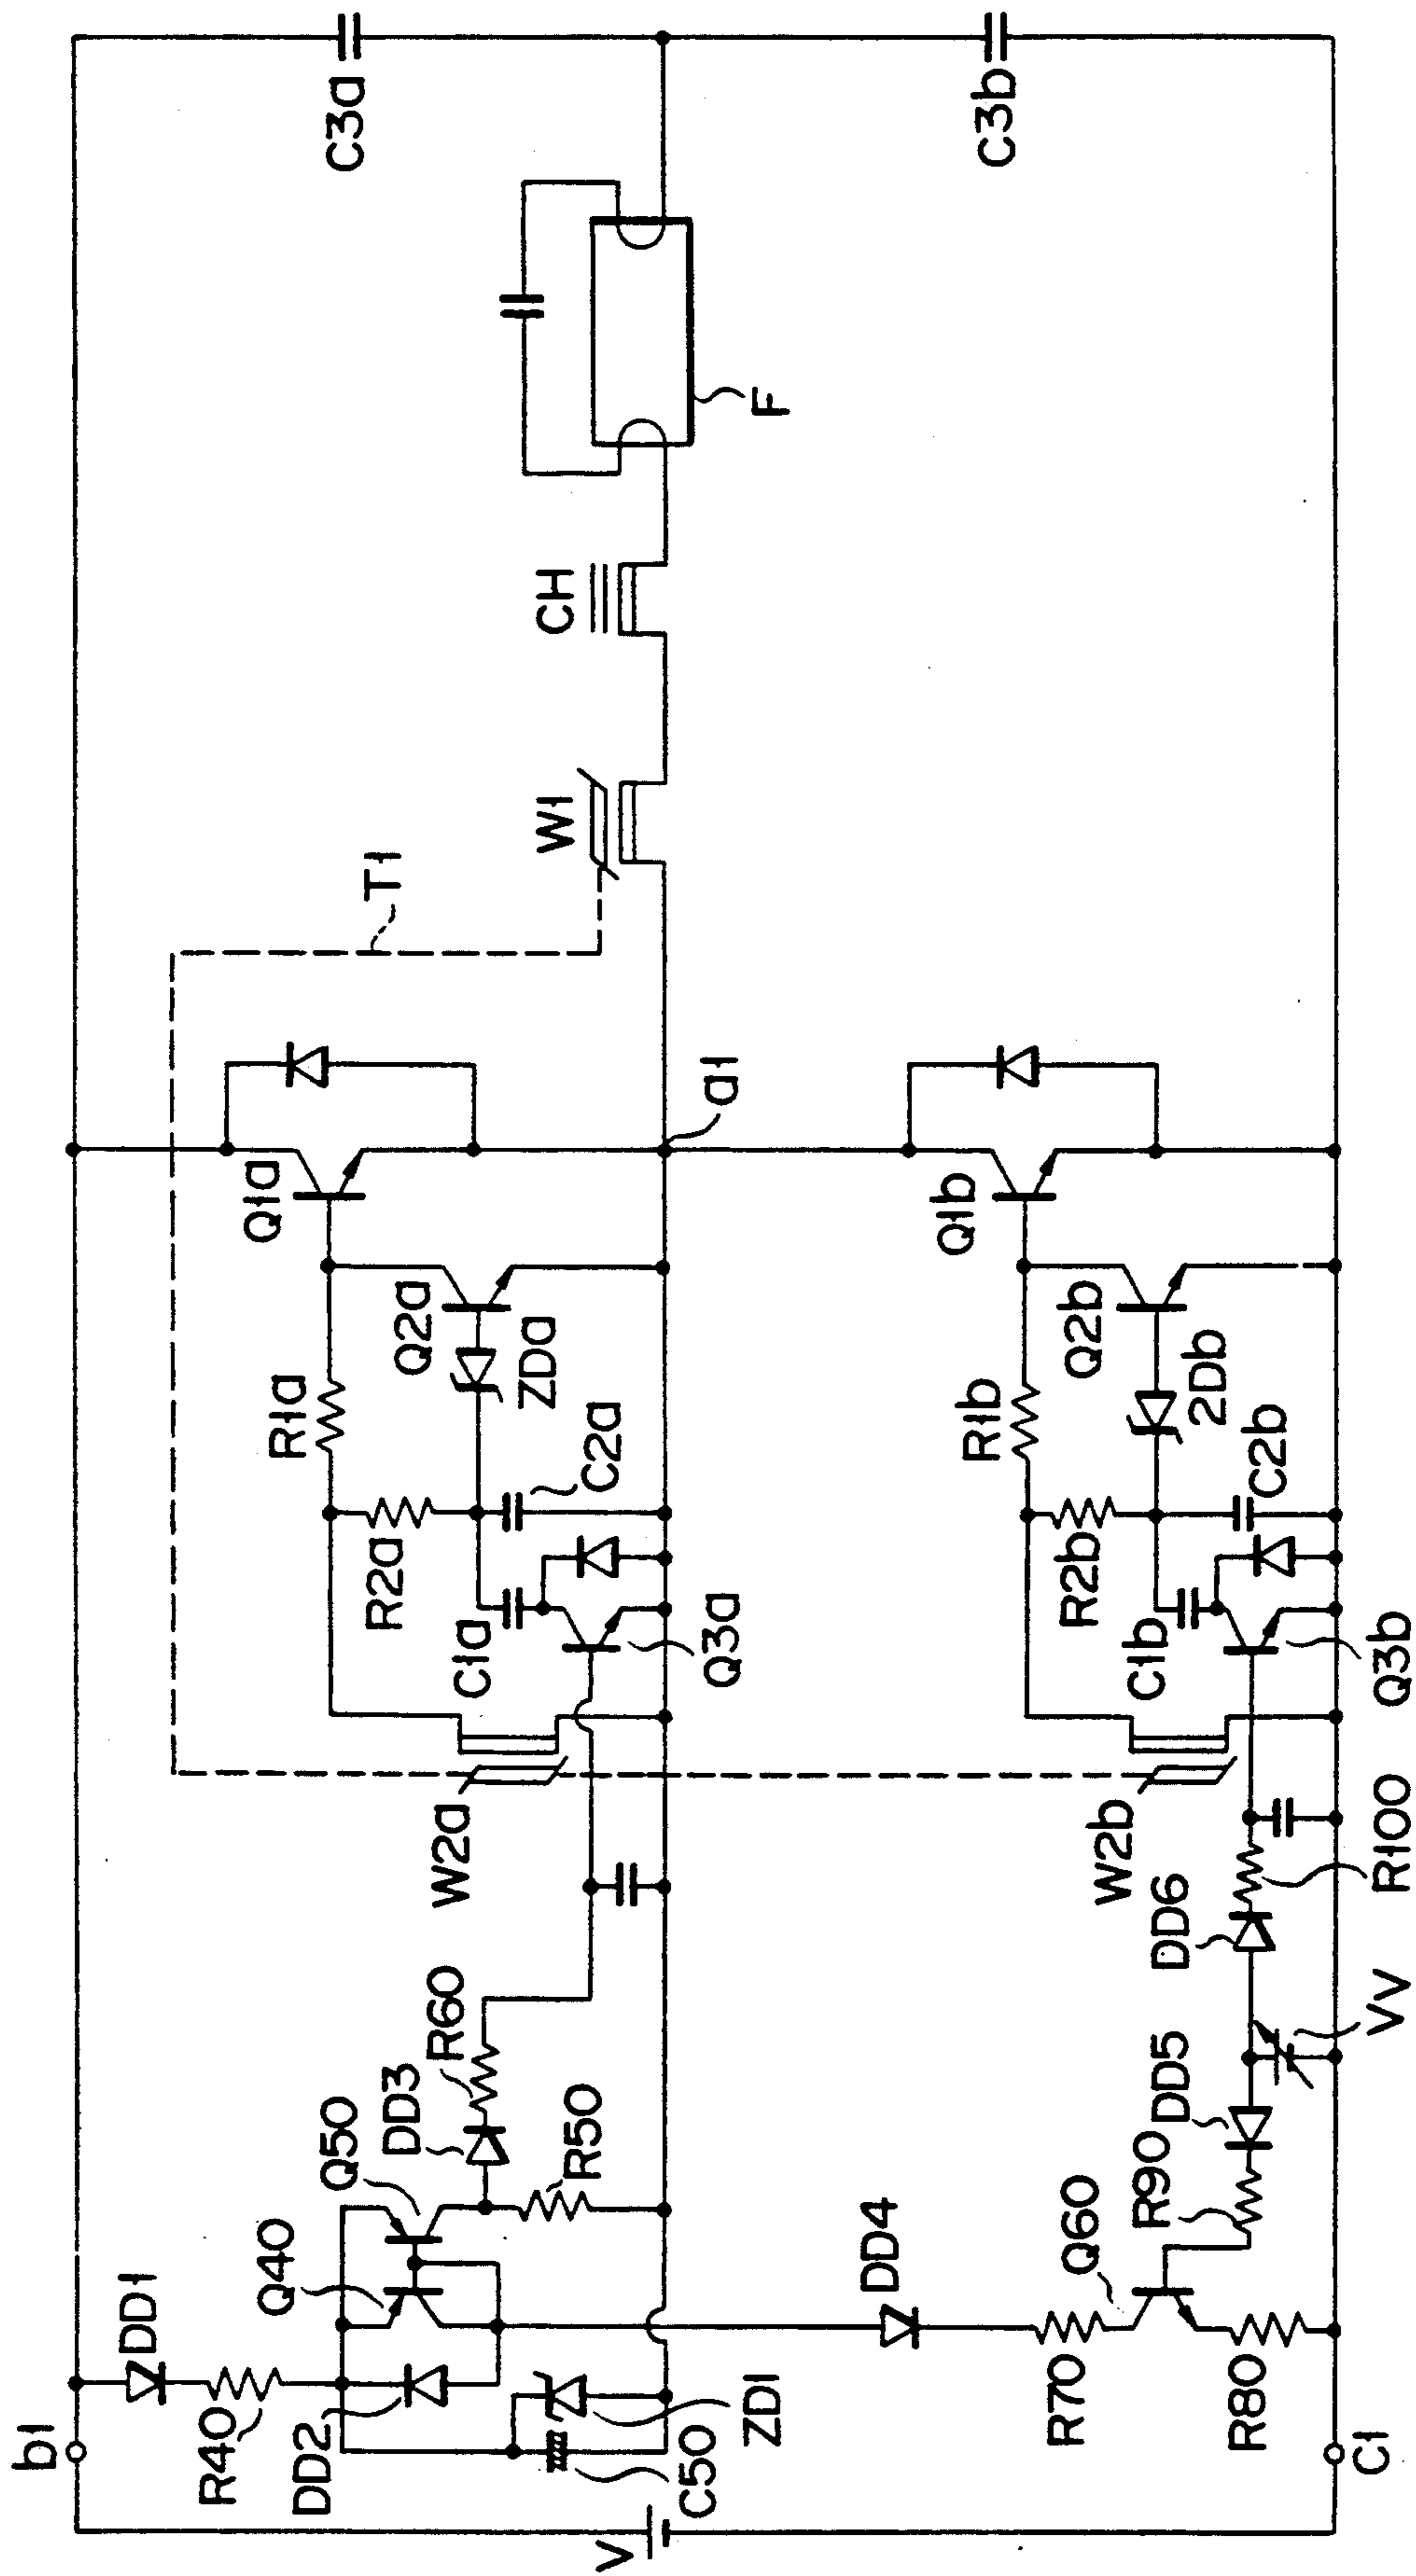 b1
DD1
R40
Q40
Q50
DD2
DD3
R60
R50
C50
ZD1
V
W2a
R1a
R2a
C1a
C2a
Q3a
Q2a
ZDa
Q1a
a1
T1
W1
CH
F
C3a
C3b
DD4
R70
Q60
R80
R90
DD5
DD6
Vv
R100
W2b
R1b
R2b
C1b
C2b
Q3b
Q2b
2Db
Q1b
C1